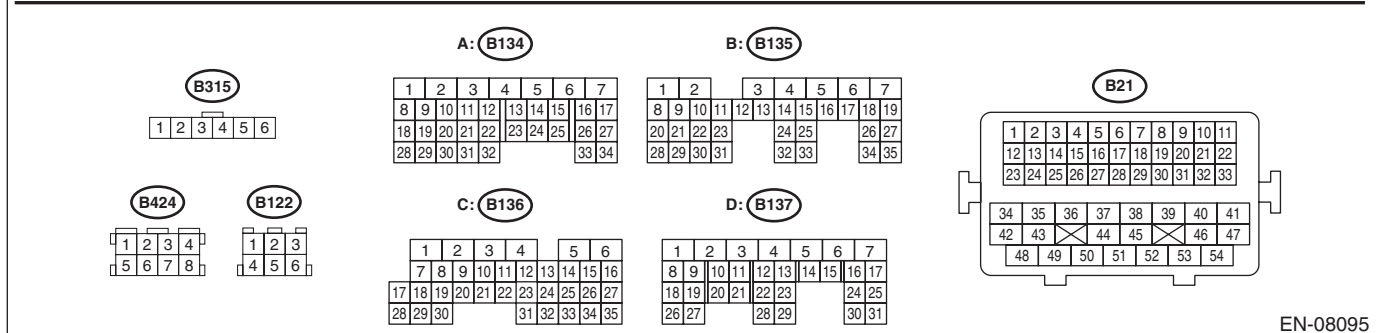 A: B134
B: B135
B315
B21
1 2 3 4 5 6
1 2 3 4 5 6 7
8 9 10 11 12 13 14 15 16 17
18 19 20 21 22 23 24 25 26 27
28 29 30 31 32 33 34
1 2 3 4 5 6 7
8 9 10 11 12 13 14 15 16 17 18 19
20 21 22 23 24 25 26 27
28 29 30 31 32 33 34 35
1 2 3 4 5 6 7 8 9 10 11
12 13 14 15 16 17 18 19 20 21 22
23 24 25 26 27 28 29 30 31 32 33
34 35 36 37 38 39 40 41
42 43 44 45 46 47
48 49 50 51 52 53 54
B424
B122
C: B136
D: B137
1 2 3 4
5 6 7 8
1 2 3
4 5 6
1 2 3 4 5 6
7 8 9 10 11 12 13 14 15 16
17 18 19 20 21 22 23 24 25 26 27
28 29 30 31 32 33 34 35
1 2 3 4 5 6 7
8 9 10 11 12 13 14 15 16 17
18 19 20 21 22 23 24 25
26 27 28 29 30 31
EN-08095